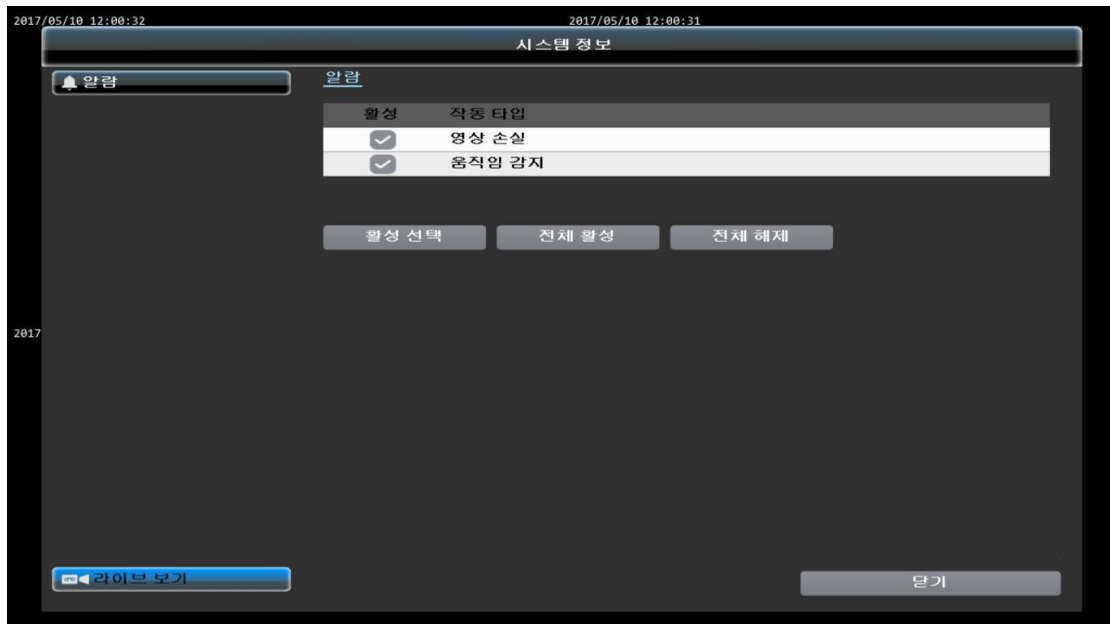 2017/05/10 12:00:32 2017/05/10 12:00:31
시스템 정보
알람
알람
활성 작동 타입
영상 손실
움직임 감지
활성 선택 전체 활성 전체 해제
2017
라이브 보기
닫기